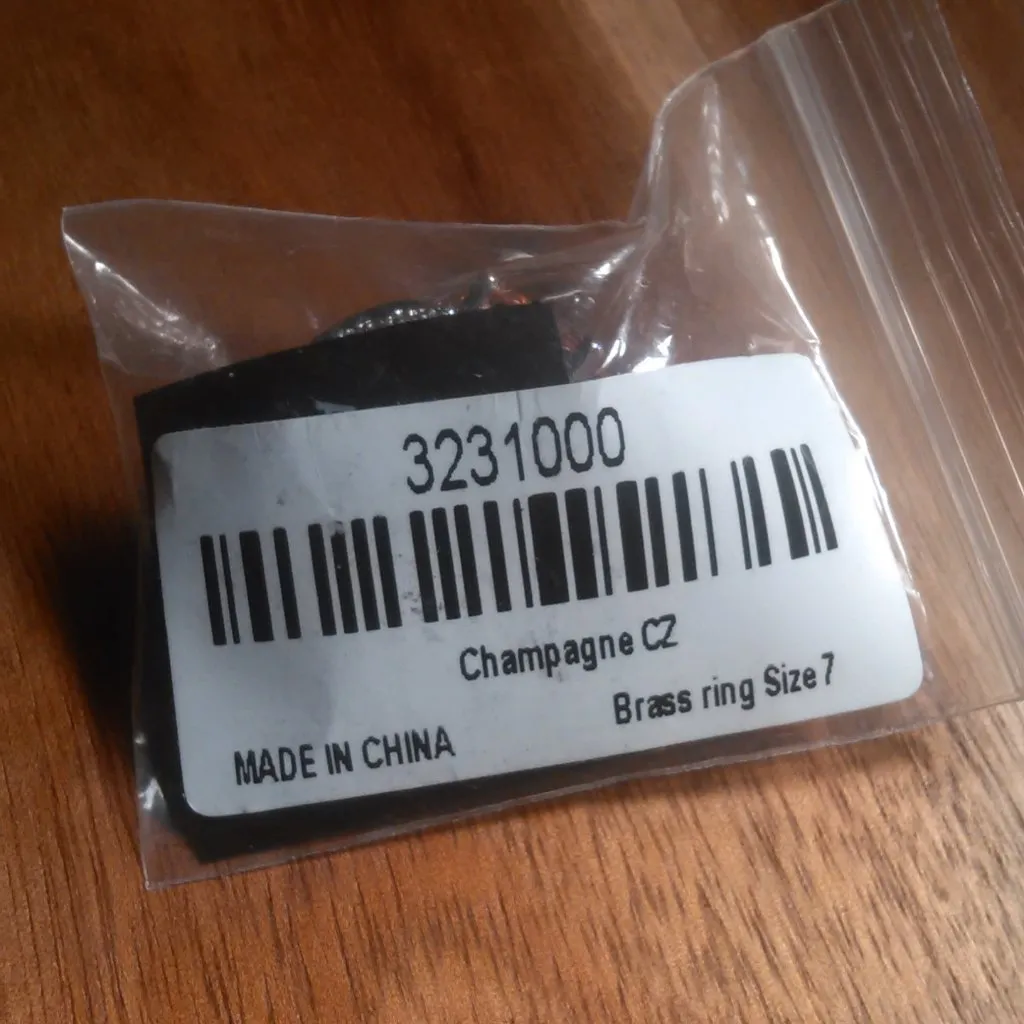 3231000
Champagne CZ
Brass ring Size 7
MADE IN CHINA